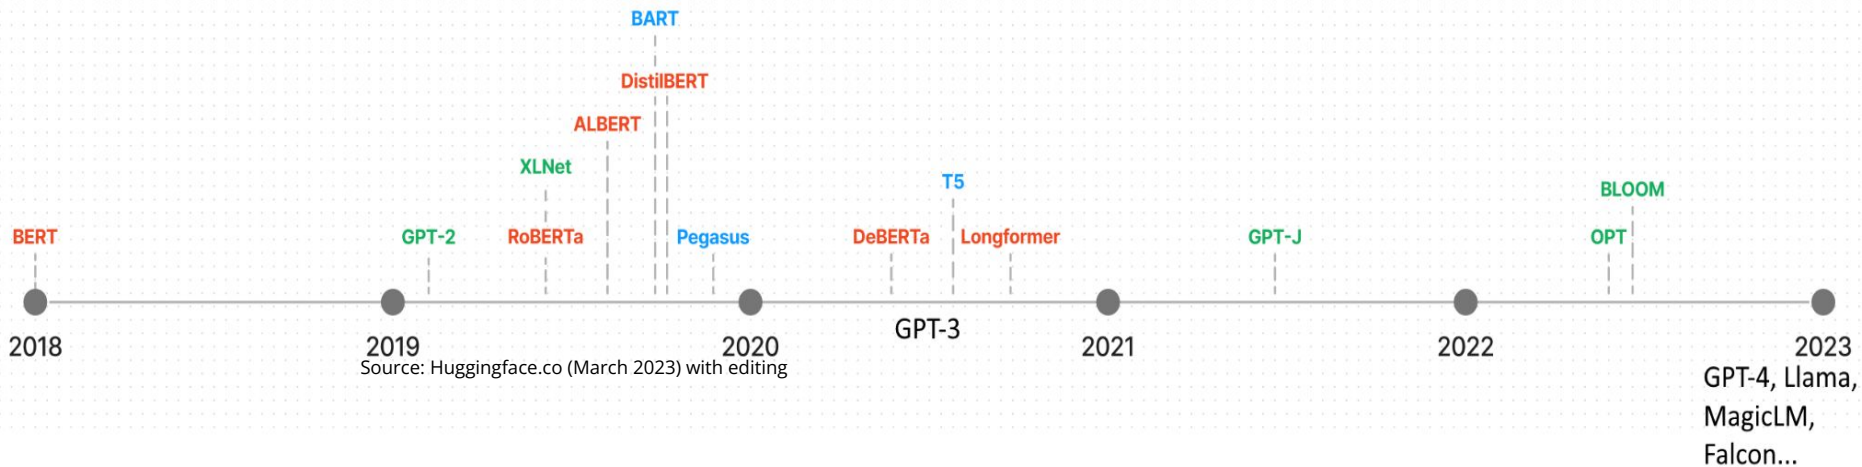 BART
DistilBERT
ALBERT
XLNet
T5
BLOOM
BERT
GPT-2
RoBERTa
Pegasus
DeBERTa
Longformer
GPT-J
OPT
GPT-3
2018
2019
2020
2021
2022
2023
Source: Huggingface.co (March 2023) with editing
GPT-4, Llama,
MagicLM,
Falcon...